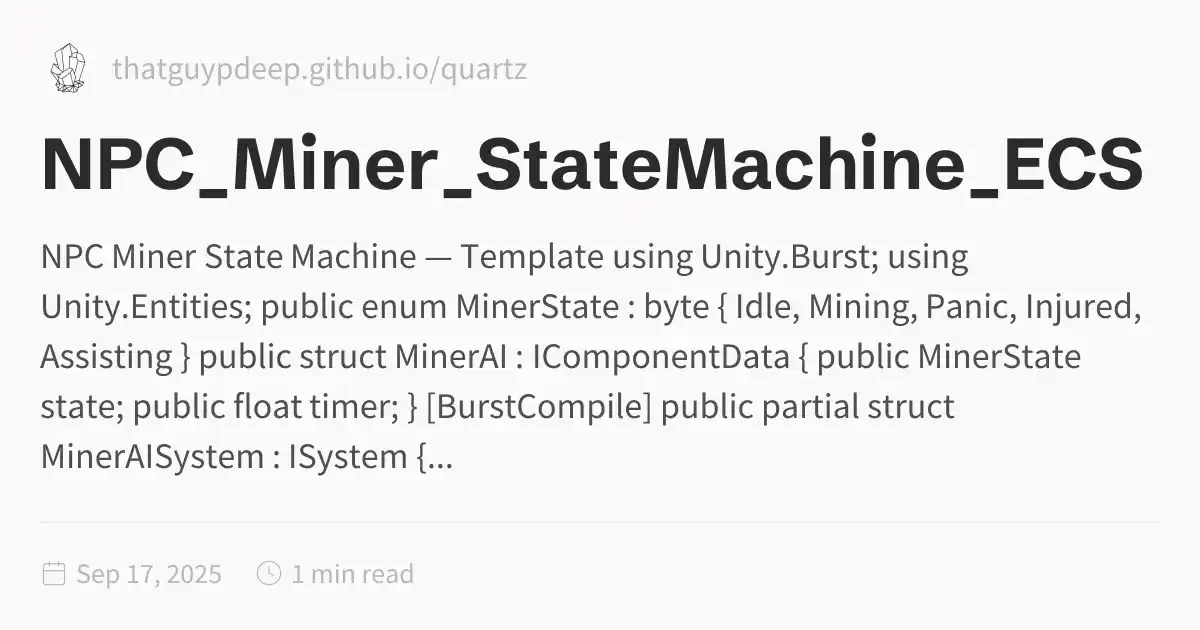 thatguypdeep.github.io/quartz
NPC_Miner_StateMachine_ECS
NPC Miner State Machine — Template using Unity.Burst; using
Unity.Entities; public enum MinerState : byte { Idle, Mining, Panic, Injured,
Assisting } public struct MinerAI : IComponentData { public MinerState
state; public float timer; } [BurstCompile] public partial struct
MinerAISystem : ISystem {...
Sep 17, 2025 1 min read